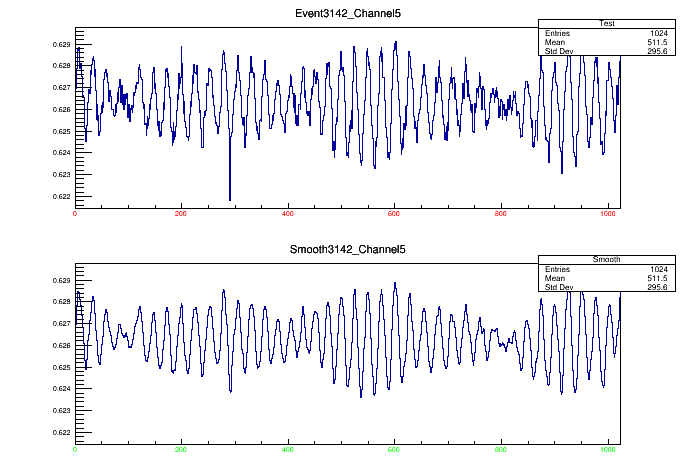 Event3142_Channel5
Test
Entries 1024
Mean 511.5
Std Dev 295.6
0.629
0.628
0.627
0.626
0.625
0.624
0.623
0.622
0 200 400 600 800 1000
Smooth3142_Channel5
Smooth
Entries 1024
Mean 511.5
Std Dev 295.6
0.629
0.628
0.627
0.626
0.625
0.624
0.623
0.622
0 200 400 600 800 1000